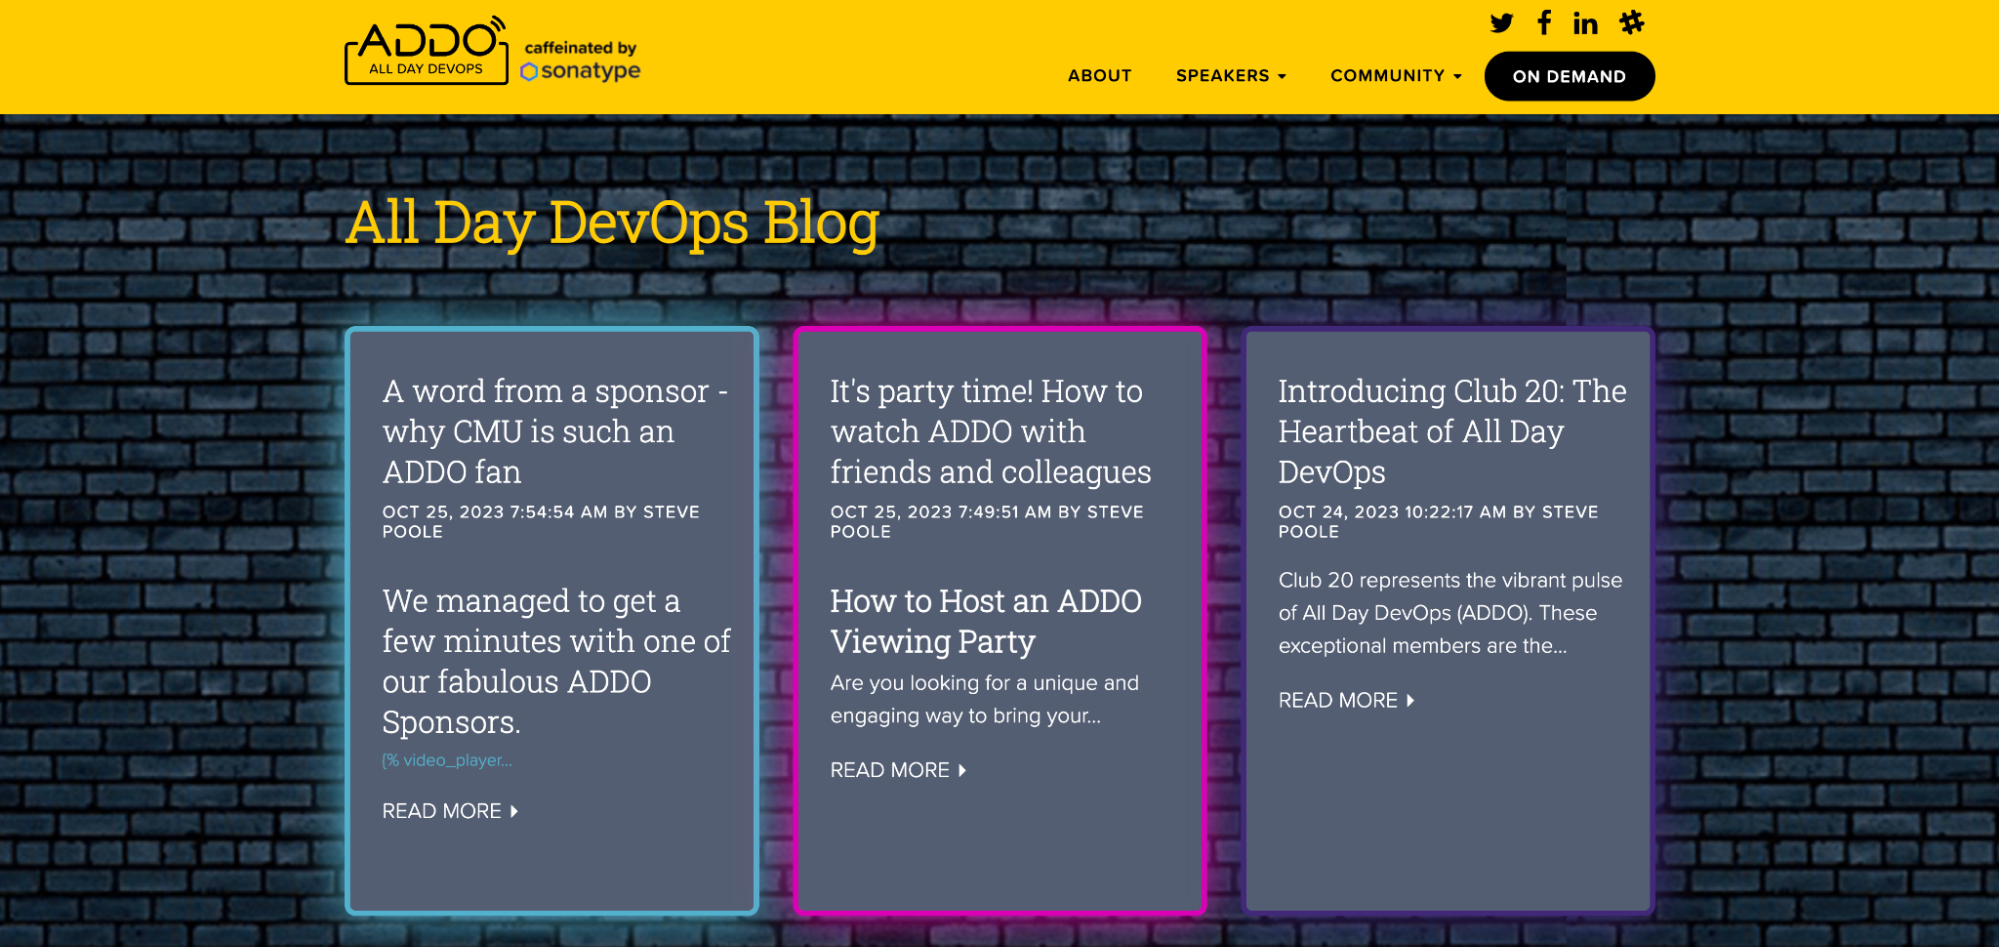 ADDO
ALL DAY DEVOPS
caffeinated by
sonatype
ABOUT
SPEAKERS
COMMUNITY
ON DEMAND
All Day DevOps Blog
A word from a sponsor -
why CMU is such an
ADDO fan
OCT 25, 2023 7:54:54 AM BY STEVE
POOLE
We managed to get a
few minutes with one of
our fabulous ADDO
Sponsors.
{% video_player...
READ MORE
It's party time! How to
watch ADDO with
friends and colleagues
OCT 25, 2023 7:49:51 AM BY STEVE
POOLE
How to Host an ADDO
Viewing Party
Are you looking for a unique and
engaging way to bring your...
READ MORE
Introducing Club 20: The
Heartbeat of All Day
DevOps
OCT 24, 2023 10:22:17 AM BY STEVE
POOLE
Club 20 represents the vibrant pulse
of All Day DevOps (ADDO). These
exceptional members are the...
READ MORE